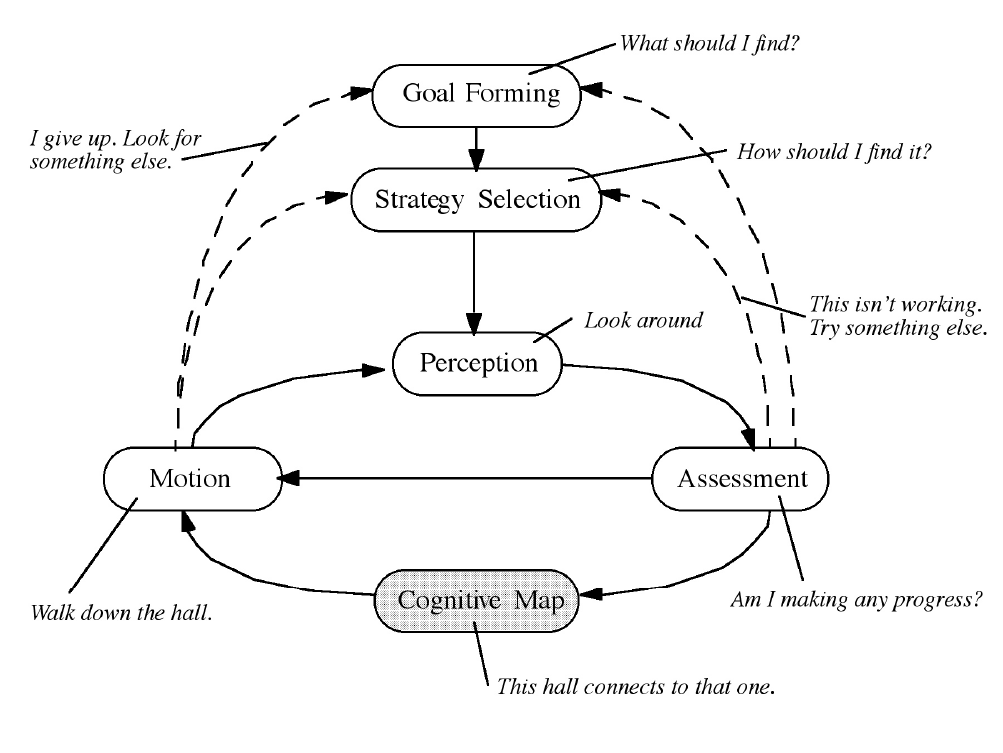 What should I find?
Goal Forming
I give up. Look for
something else.
How should I find it?
Strategy Selection
This isn't working.
Try something else.
Look around
Perception
Motion
Assessment
Walk down the hall.
Cognitive Map
Am I making any progress?
This hall connects to that one.